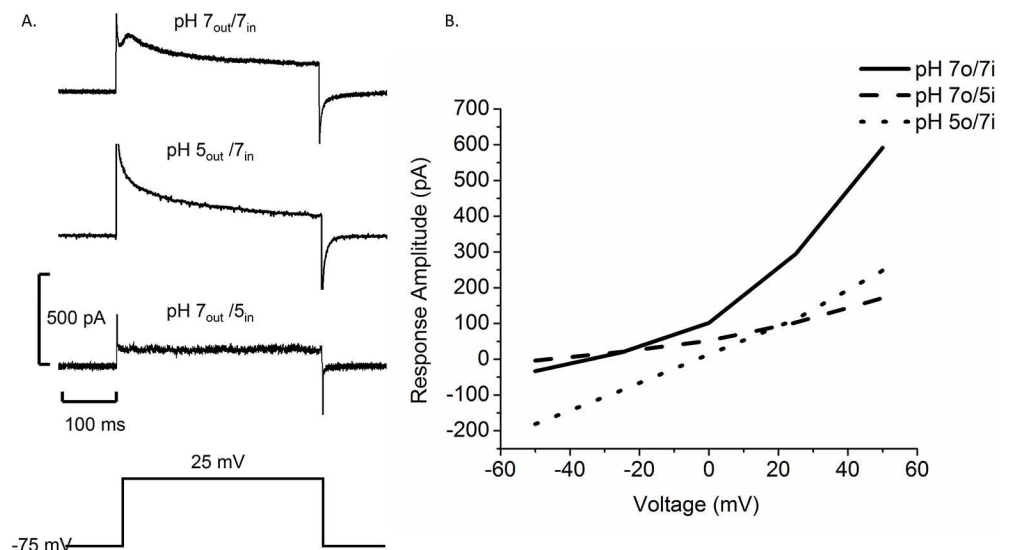 A.
pH 7out/7in
pH 5out /7in
500 pA
pH 7out /5in
100 ms
25 mV
-75 mV
B.
pH 7o/7i
pH 7o/5i
pH 5o/7i
700
600
500
400
300
200
100
0
-100
-200
Response Amplitude (pA)
-60 -40 -20 0 20 40 60
Voltage (mV)